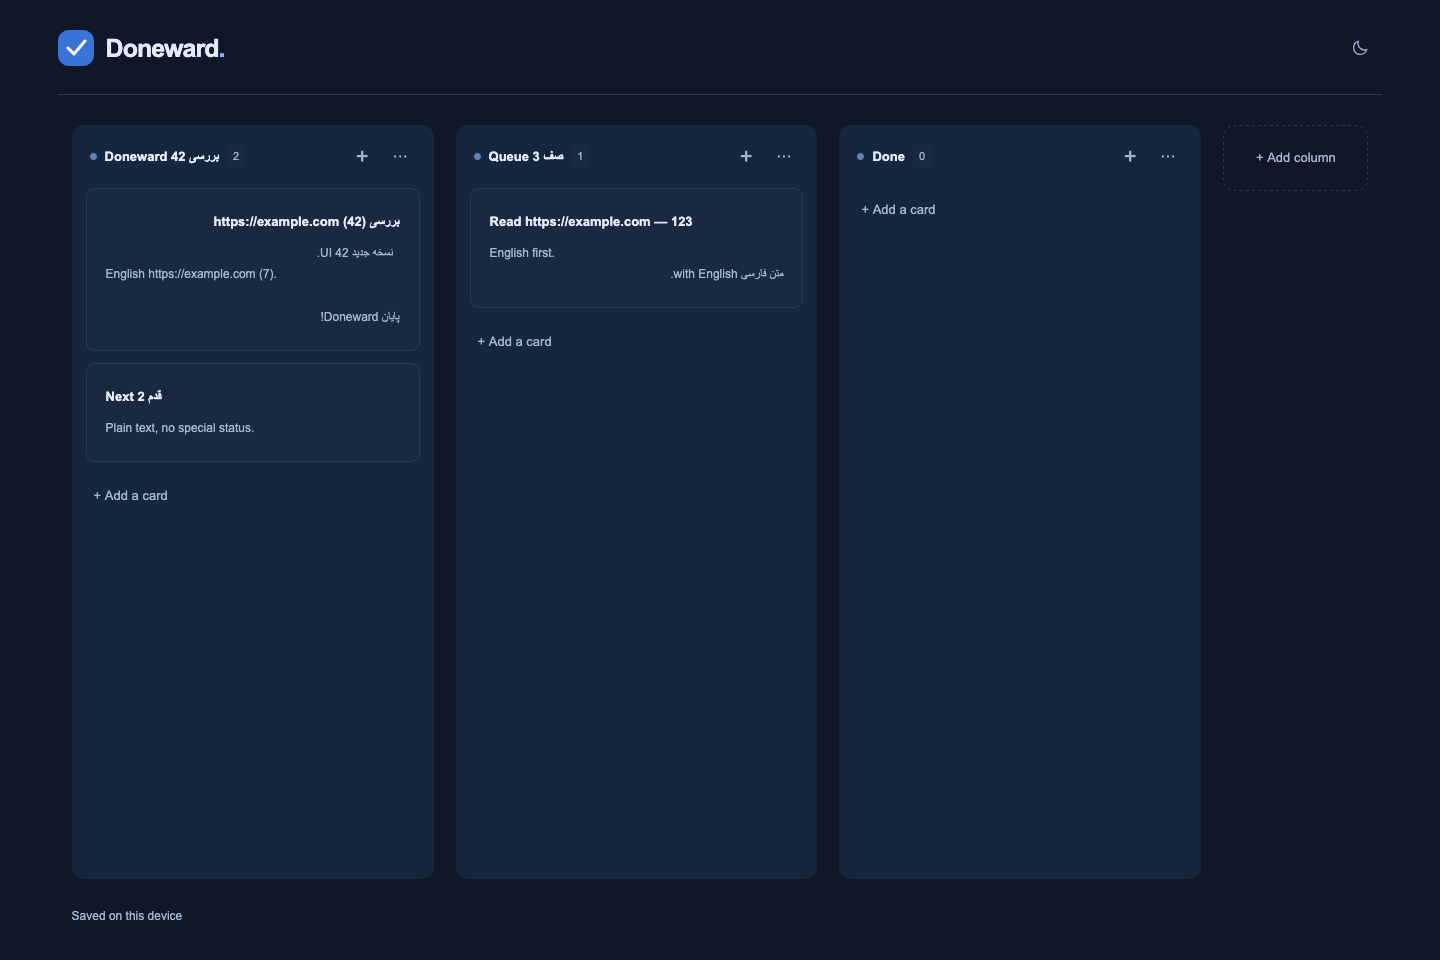 Doneward.
Doneward 42 بررسی 2
بررسی (42) https://example.com
نسخه جدید UI 42.
English https://example.com (7).
پایان Doneward!
Next 2 قدم
Plain text, no special status.
+ Add a card
Queue 3 صف 1
Read https://example.com — 123
English first.
متن فارسی with English.
+ Add a card
Done 0
+ Add a card
+ Add column
Saved on this device